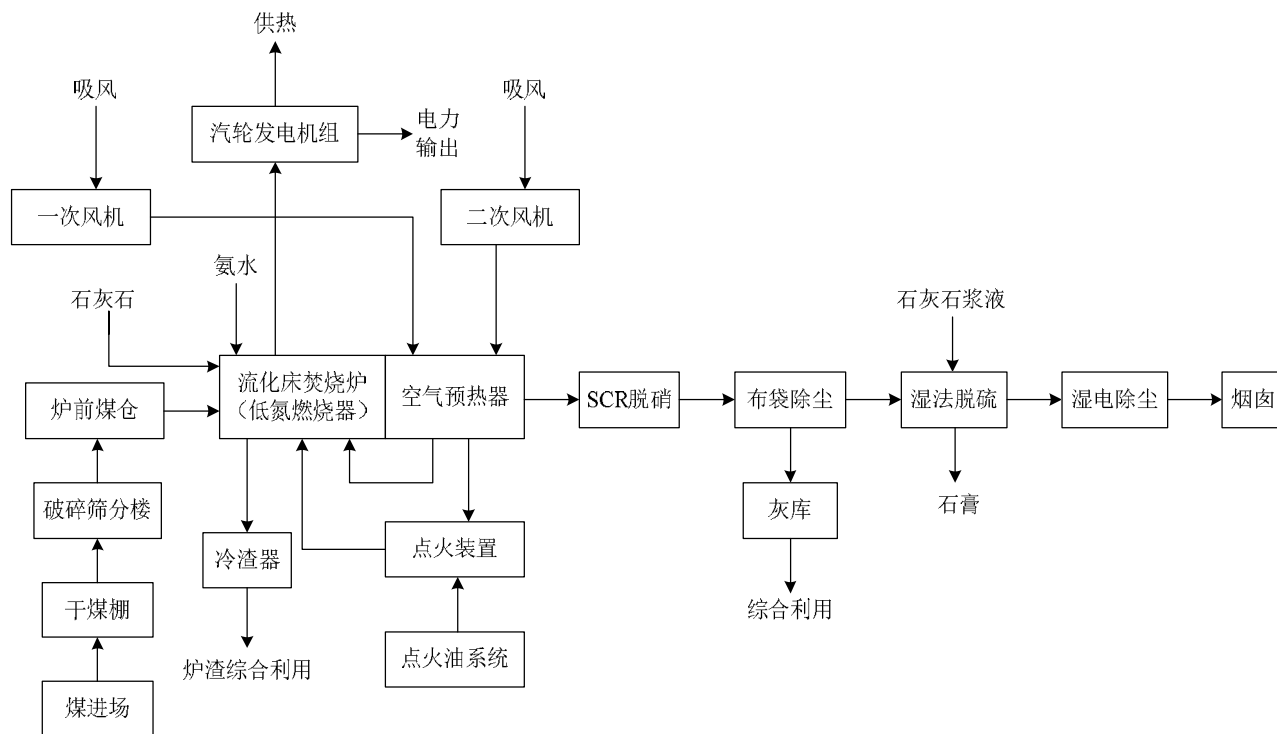 供热
吸风
吸风
汽轮发电机组
电力
输出
一次风机
二次风机
氨水
石灰石
石灰石浆液
流化床焚烧炉
（低氮燃烧器）
空气预热器
炉前煤仓
SCR脱硝
布袋除尘
湿法脱硫
湿电除尘
烟囱
破碎筛分楼
灰库
石膏
冷渣器
点火装置
干煤棚
综合利用
炉渣综合利用
点火油系统
煤进场